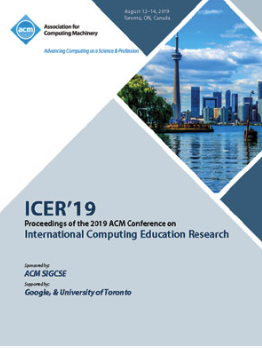 August 12–14, 2019
Toronto, ON, Canada
acm
Association for
Computing Machinery
Advancing Computing as a Science & Profession
ICER’19
Proceedings of the 2019 ACM Conference on
International Computing Education Research
Sponsored by:
ACM SIGCSE
Supported by:
Google, & University of Toronto